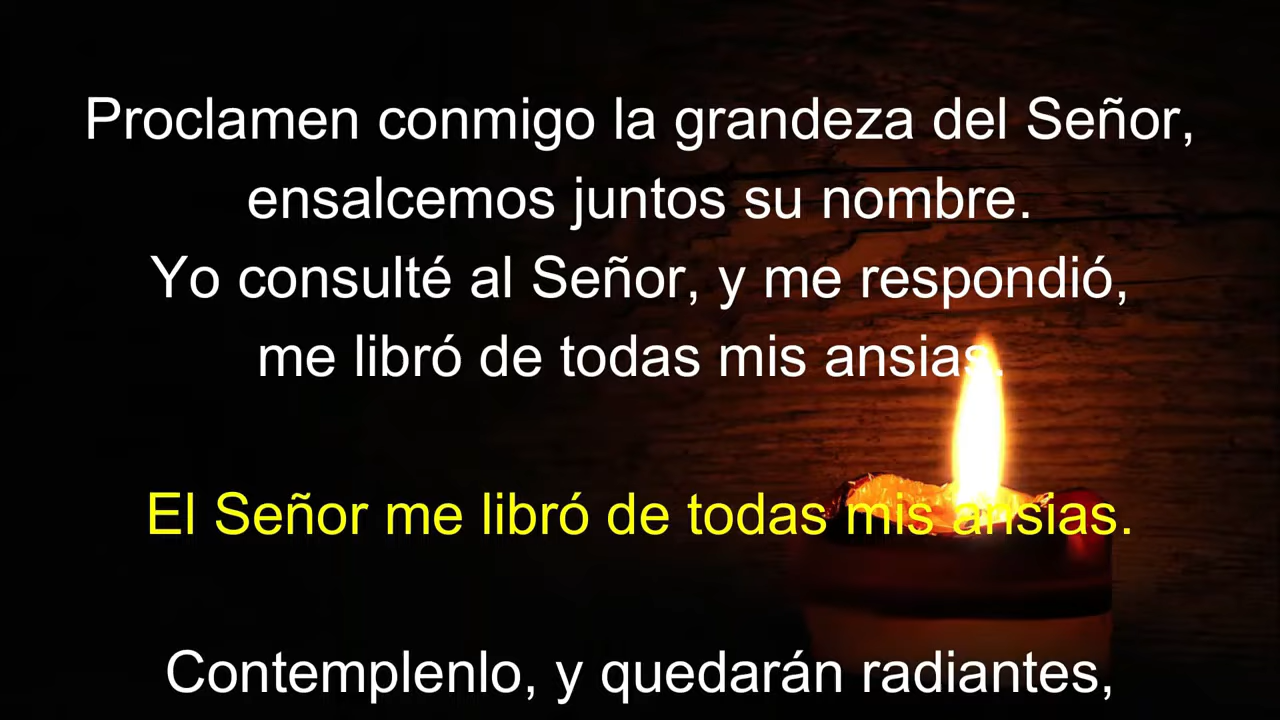 Proclamen conmigo la grandeza del Señor,
ensalcemos juntos su nombre.
Yo consulté al Señor, y me respondió,
me libró de todas mis ansias.
El Señor me libró de todas mis ansias.
Contemplenlo, y quedarán radiantes,